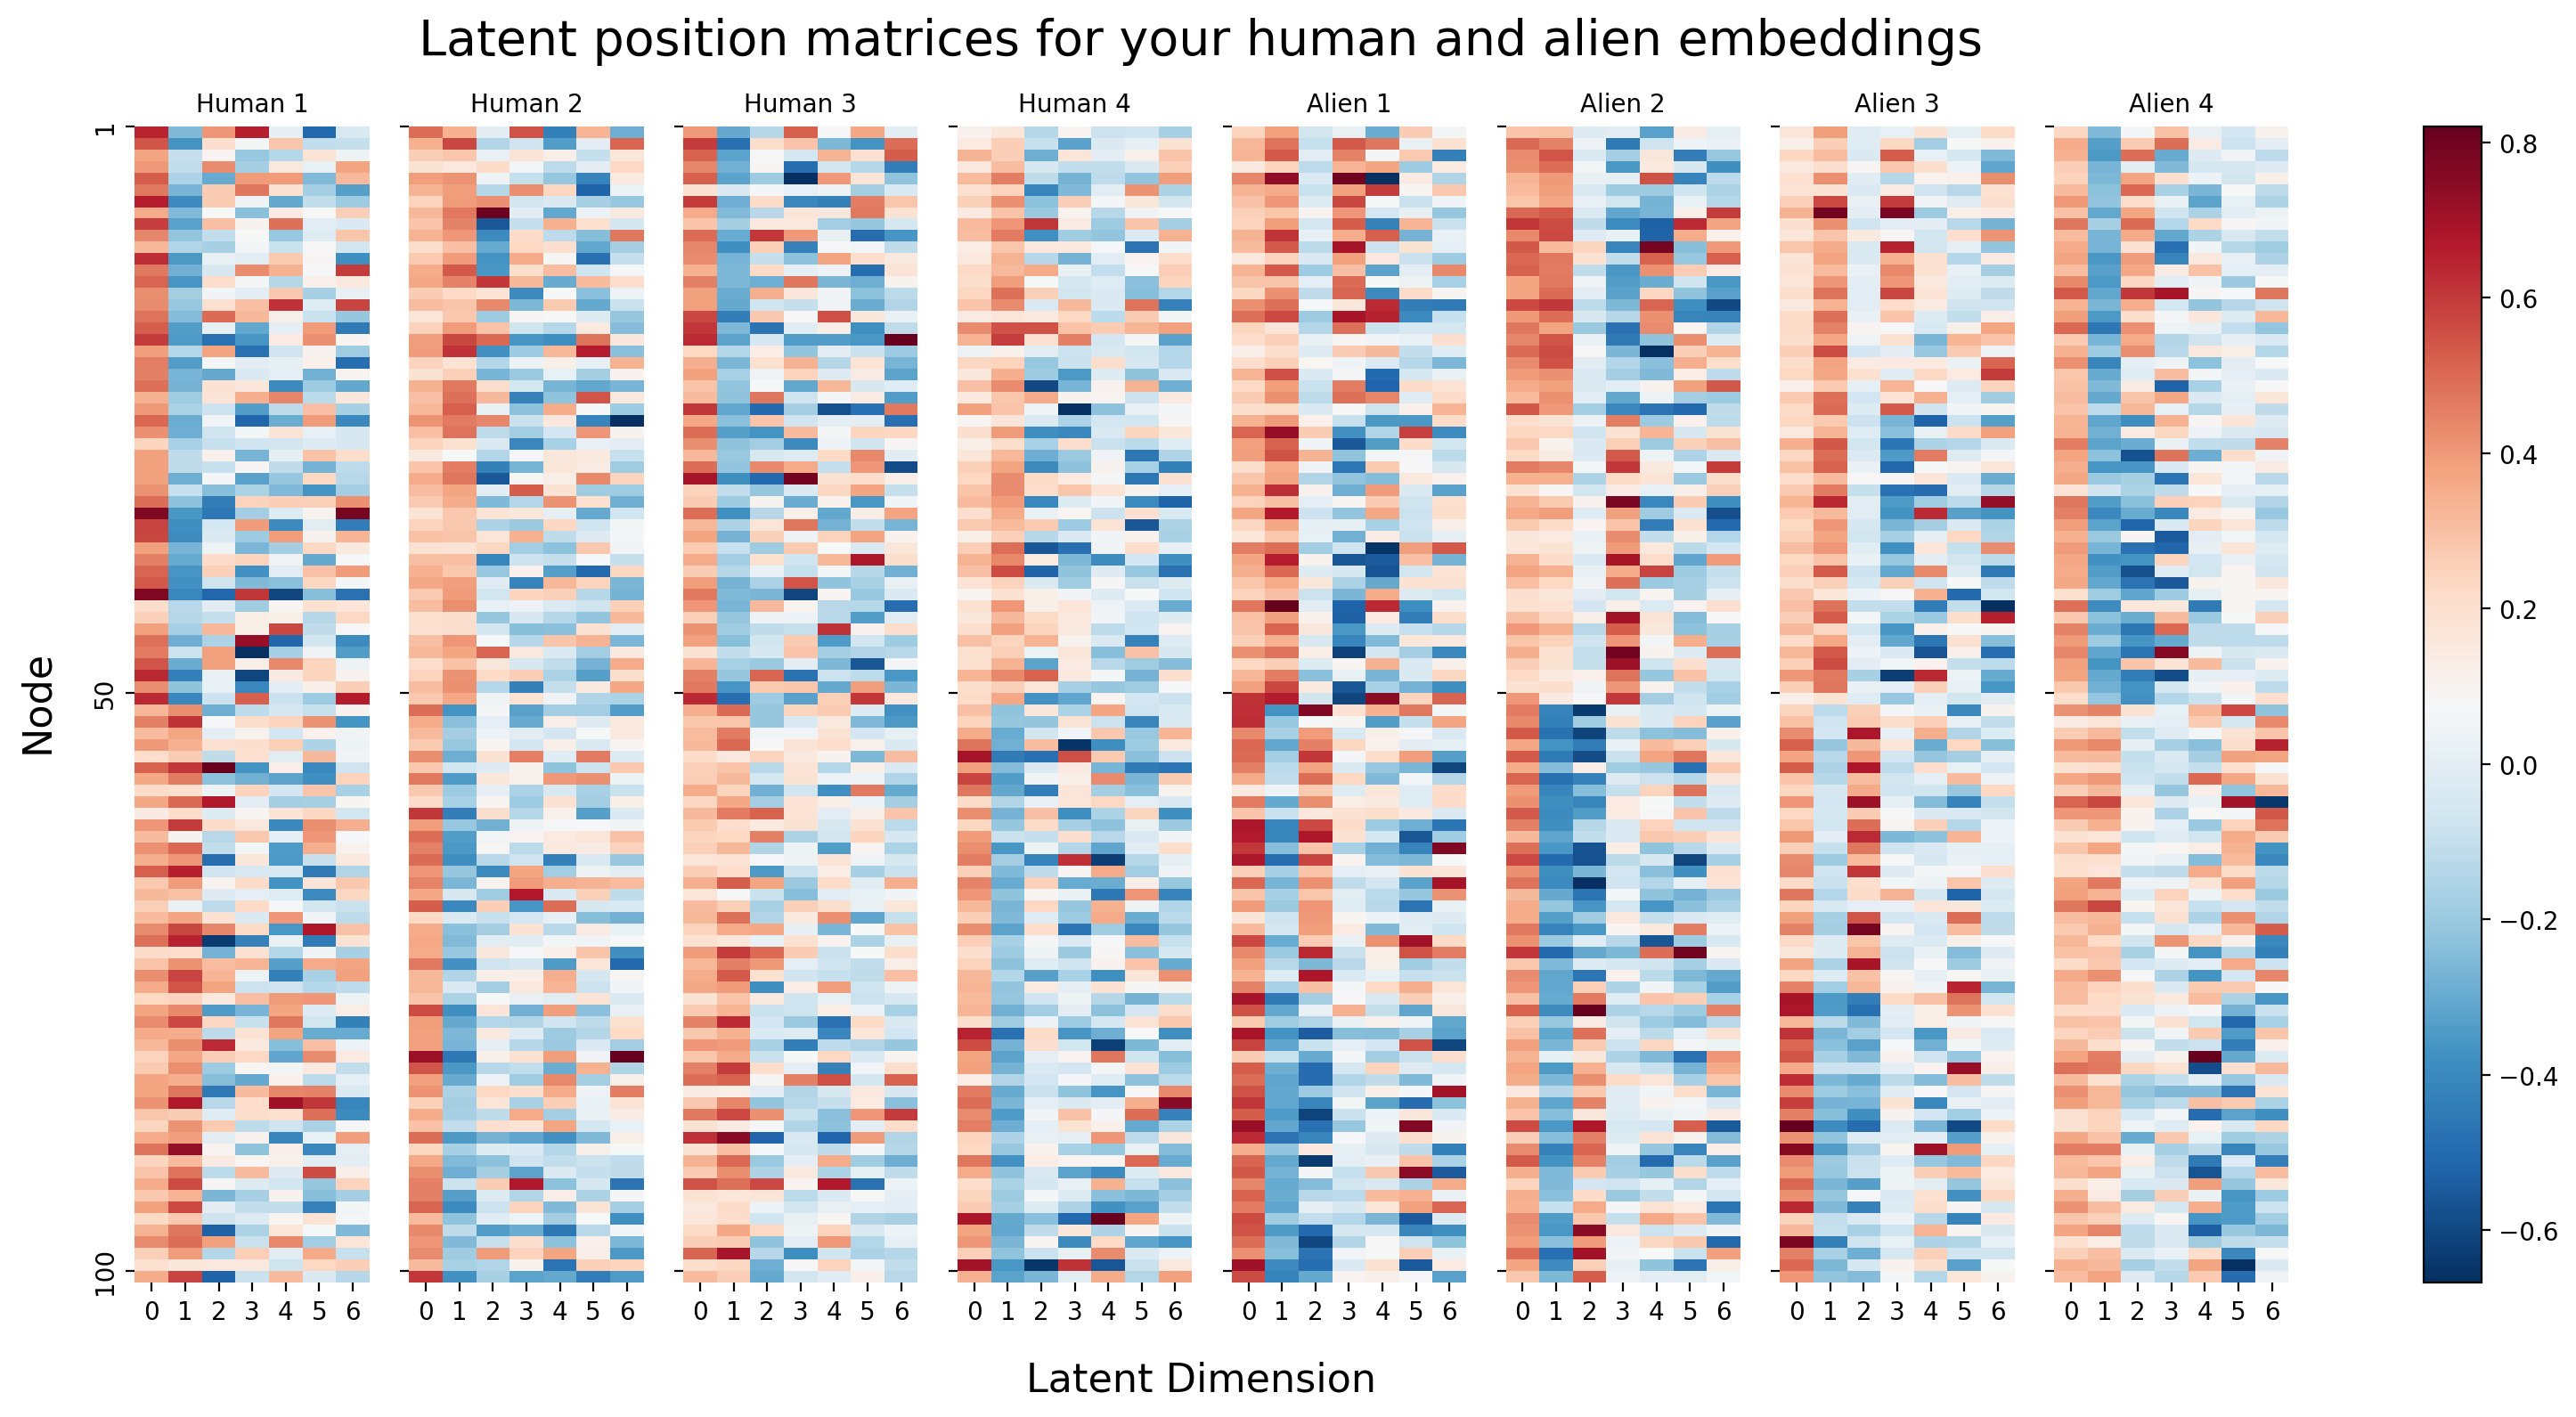 Latent position matrices for your human and alien embeddings
Human 1 Human 2 Human 3 Human 4 Alien 1 Alien 2 Alien 3 Alien 4
Node
1
50
100
0 1 2 3 4 5 6 0 1 2 3 4 5 6 0 1 2 3 4 5 6 0 1 2 3 4 5 6 0 1 2 3 4 5 6 0 1 2 3 4 5 6 0 1 2 3 4 5 6 0 1 2 3 4 5 6
Latent Dimension
0.8
0.6
0.4
0.2
0.0
−0.2
−0.4
−0.6